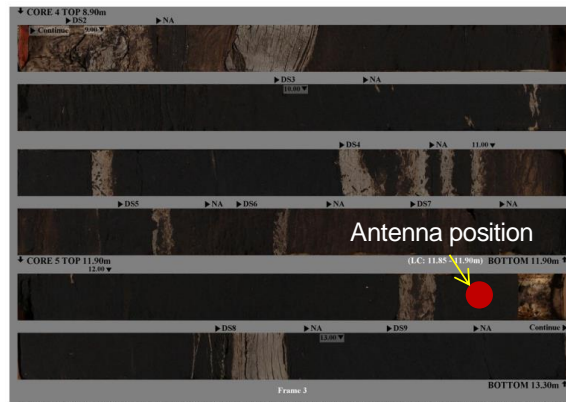 ↓ CORE 4 TOP 8.90m
▶DS2 ▶NA
▶ Continue 9.00▼
▶DS3 ▶NA
10.00▼
▶DS4 ▶NA 11.00▼
▶DS5 ▶NA ▶DS6 ▶NA ▶DS7 ▶NA
Antenna position
↓ CORE 5 TOP 11.90m (LC: 11.85 - 11.90m) BOTTOM 11.90m↑
12.00▼
▶DS8 ▶NA ▶DS9 ▶NA Continue ▶
13.00▼
BOTTOM 13.30m↑
Frame 3